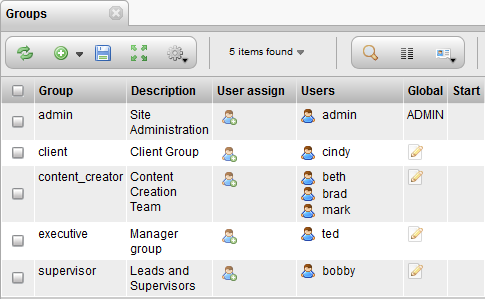 Groups
5 items found
Group Description User assign Users Global Start
admin Site Administration admin ADMIN
client Client Group cindy
content_creator Content Creation Team beth brad mark
executive Manager group ted
supervisor Leads and Supervisors bobby